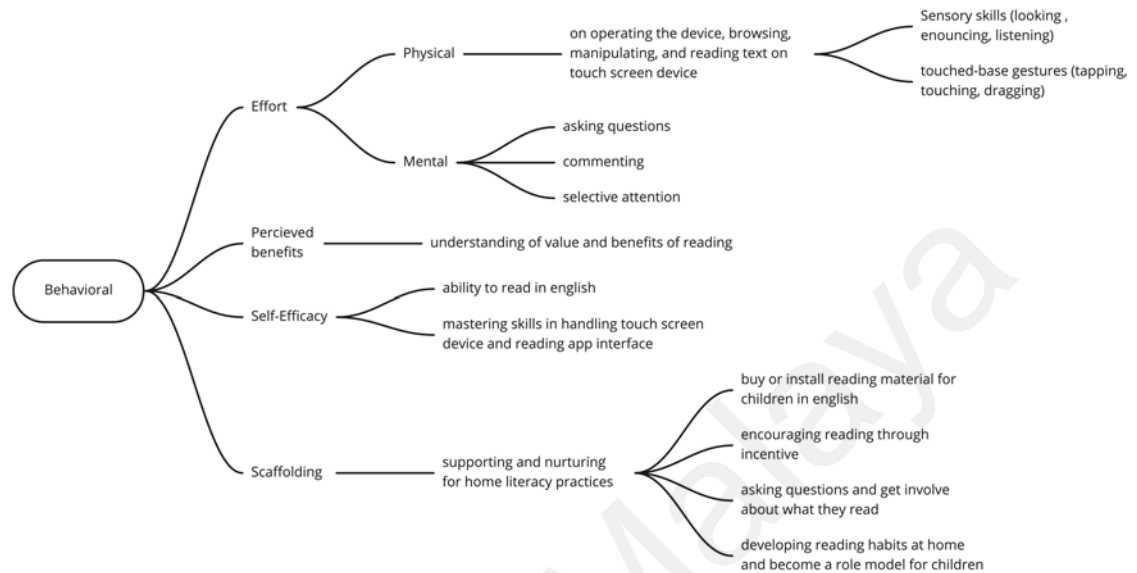 Behavioral
Effort
Physical
on operating the device, browsing,
manipulating, and reading text on
touch screen device
Sensory skills (looking ,
enouncing, listening)
touched-base gestures (tapping,
touching, dragging)
Mental
asking questions
commenting
selective attention
Percieved
benefits
understanding of value and benefits of reading
Self-Efficacy
ability to read in english
mastering skills in handling touch screen
device and reading app interface
Scaffolding
supporting and nurturing
for home literacy practices
buy or install reading material for
children in english
encouraging reading through
incentive
asking questions and get involve
about what they read
developing reading habits at home
and become a role model for children
Malaya